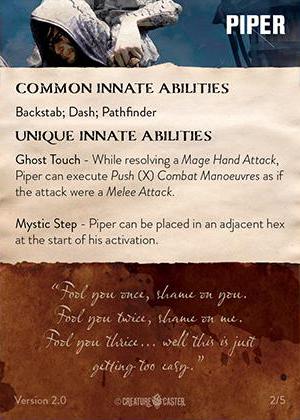 PIPER
COMMON INNATE ABILITIES
Backstab; Dash; Pathfinder
UNIQUE INNATE ABILITIES
Ghost Touch - While resolving a Mage Hand Attack,
Piper can execute Push (X) Combat Manoeuvres as if
the attack were a Melee Attack.
Mystic Step - Piper can be placed in an adjacent hex
at the start of his activation.
"Fool you once, shame on you.
Fool you twice, shame on me.
Fool you thrice... well this is just
getting too easy."
Version 2.0 © CREATURE CASTER 2/5